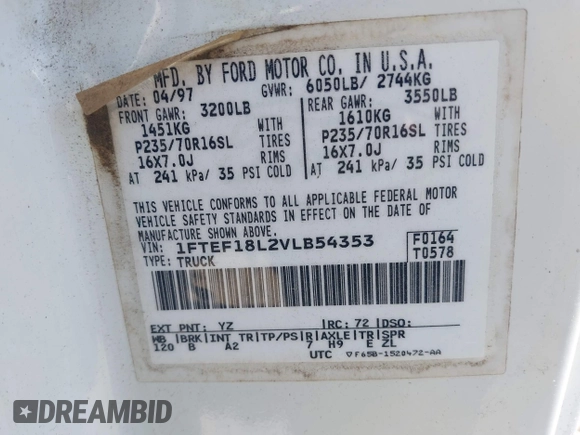 MFD. BY FORD MOTOR CO. IN U.S.A.
DATE: 04/97 GVWR: 6050LB/ 2744KG
FRONT GAWR: 3200LB REAR GAWR: 3550LB
1451KG WITH 1610KG WITH
P235/70R16SL TIRES P235/70R16SL TIRES
16X7.0J RIMS 16X7.0J RIMS
AT 241 kPa/ 35 PSI COLD AT 241 kPa/ 35 PSI COLD
THIS VEHICLE CONFORMS TO ALL APPLICABLE FEDERAL MOTOR
VEHICLE SAFETY STANDARDS IN EFFECT ON THE DATE OF
MANUFACTURE SHOWN ABOVE.
VIN: 1FTEF18L2VLB54353 F0164
TYPE: TRUCK T0578
EXT PNT: YZ RC: 72 DSO:
WB BRK INT TR TP/PS R AXLE TR SPR
120 B A2 7 H9 E ZL
UTC ▽F65B-1520472-AA
DREAMBID